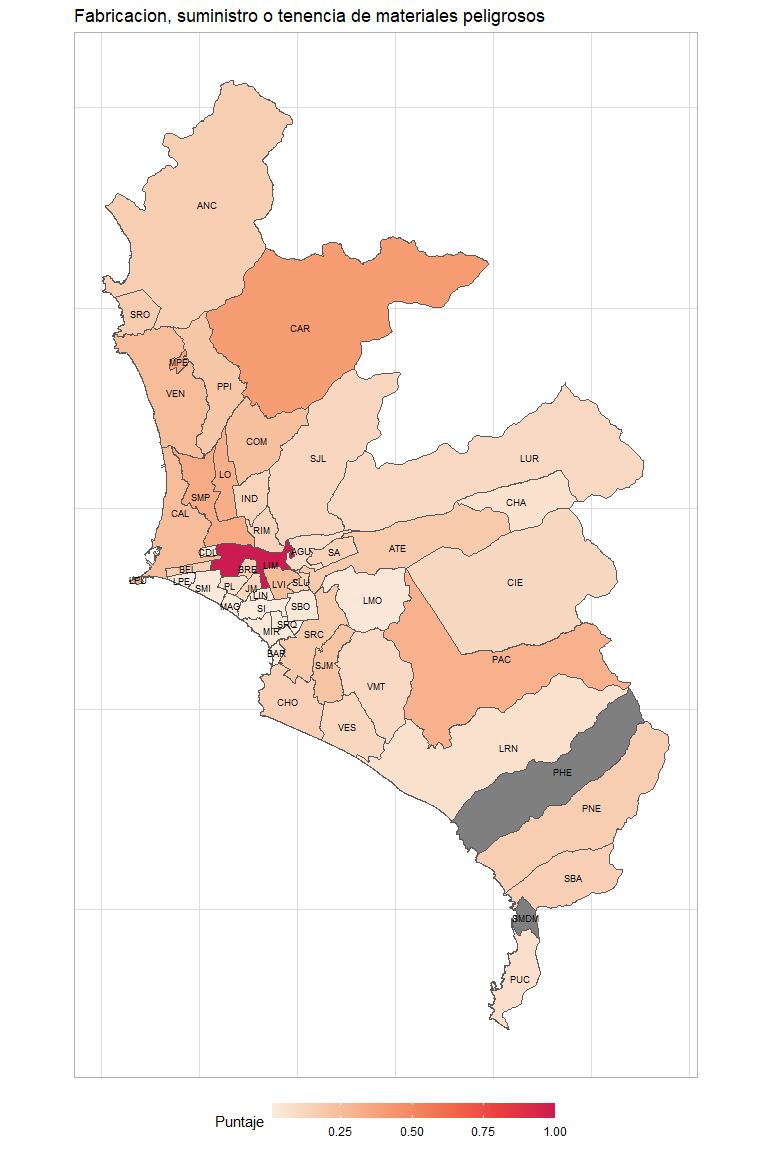 Fabricacion, suministro o tenencia de materiales peligrosos
ANC
SRO
CAR
MPE
VEN
PPI
COM
SJL
LUR
LO
SMP
IND
CHA
CAL
RIM
CDL
AGU
SA
ATE
LIM
BEL
BRE
LPU
LPE
SMI
PL
JM
LVI
SLU
CIE
LIN
MAG
SI
SBO
LMO
SRQ
MIR
SRC
BAR
SJM
PAC
VMT
CHO
VES
LRN
PHE
PNE
SBA
SMDM
PUC
Puntaje
0.25 0.50 0.75 1.00